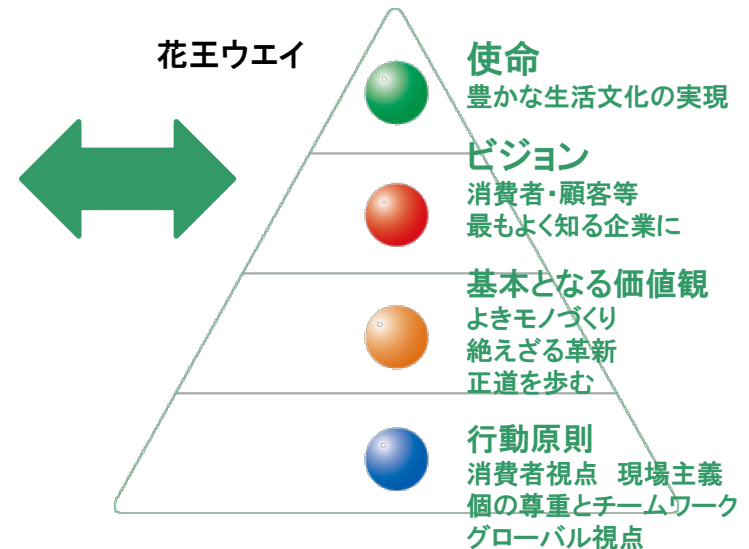 花王ウエイ
使命
豊かな生活文化の実現
ビジョン
消費者・顧客等
最もよく知る企業に
基本となる価値観
よきモノづくり
絶えざる革新
正道を歩む
行動原則
消費者視点　現場主義
個の尊重とチームワーク
グローバル視点